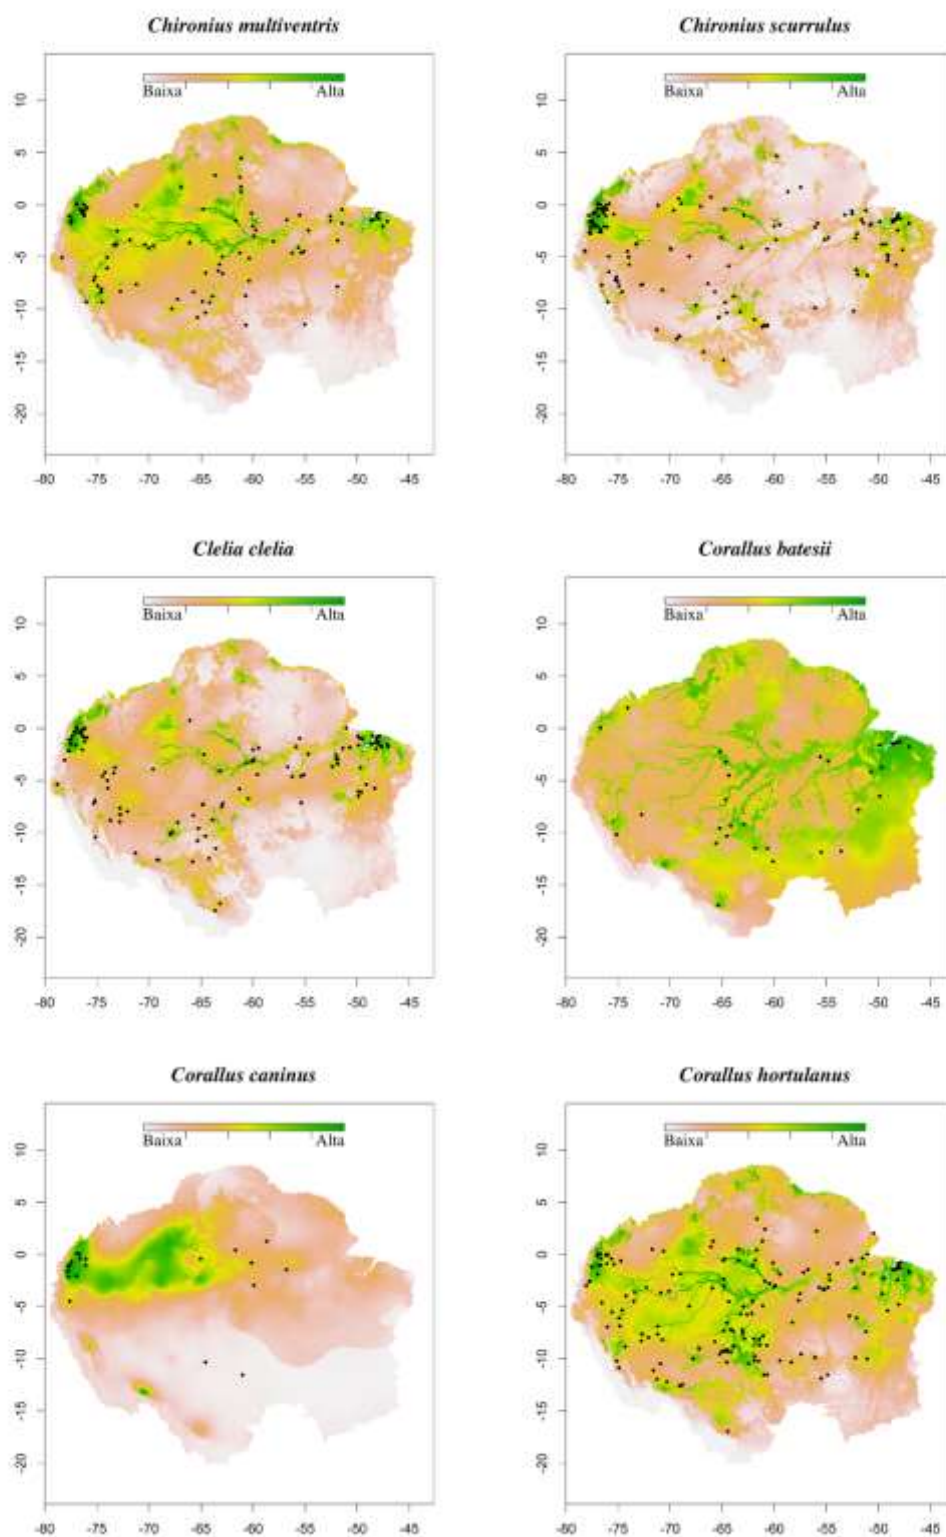 Chironius multiventris
Baixa Alta
10
5
0
-5
-10
-15
-20
-80 -75 -70 -65 -60 -55 -50 -45
Chironius scurrulus
Baixa Alta
10
5
0
-5
-10
-15
-20
-80 -75 -70 -65 -60 -55 -50 -45
Clelia clelia
Baixa Alta
10
5
0
-5
-10
-15
-20
-80 -75 -70 -65 -60 -55 -50 -45
Corallus batesii
Baixa Alta
10
5
0
-5
-10
-15
-20
-80 -75 -70 -65 -60 -55 -50 -45
Corallus caninus
Baixa Alta
10
5
0
-5
-10
-15
-20
-80 -75 -70 -65 -60 -55 -50 -45
Corallus hortulanus
Baixa Alta
10
5
0
-5
-10
-15
-20
-80 -75 -70 -65 -60 -55 -50 -45